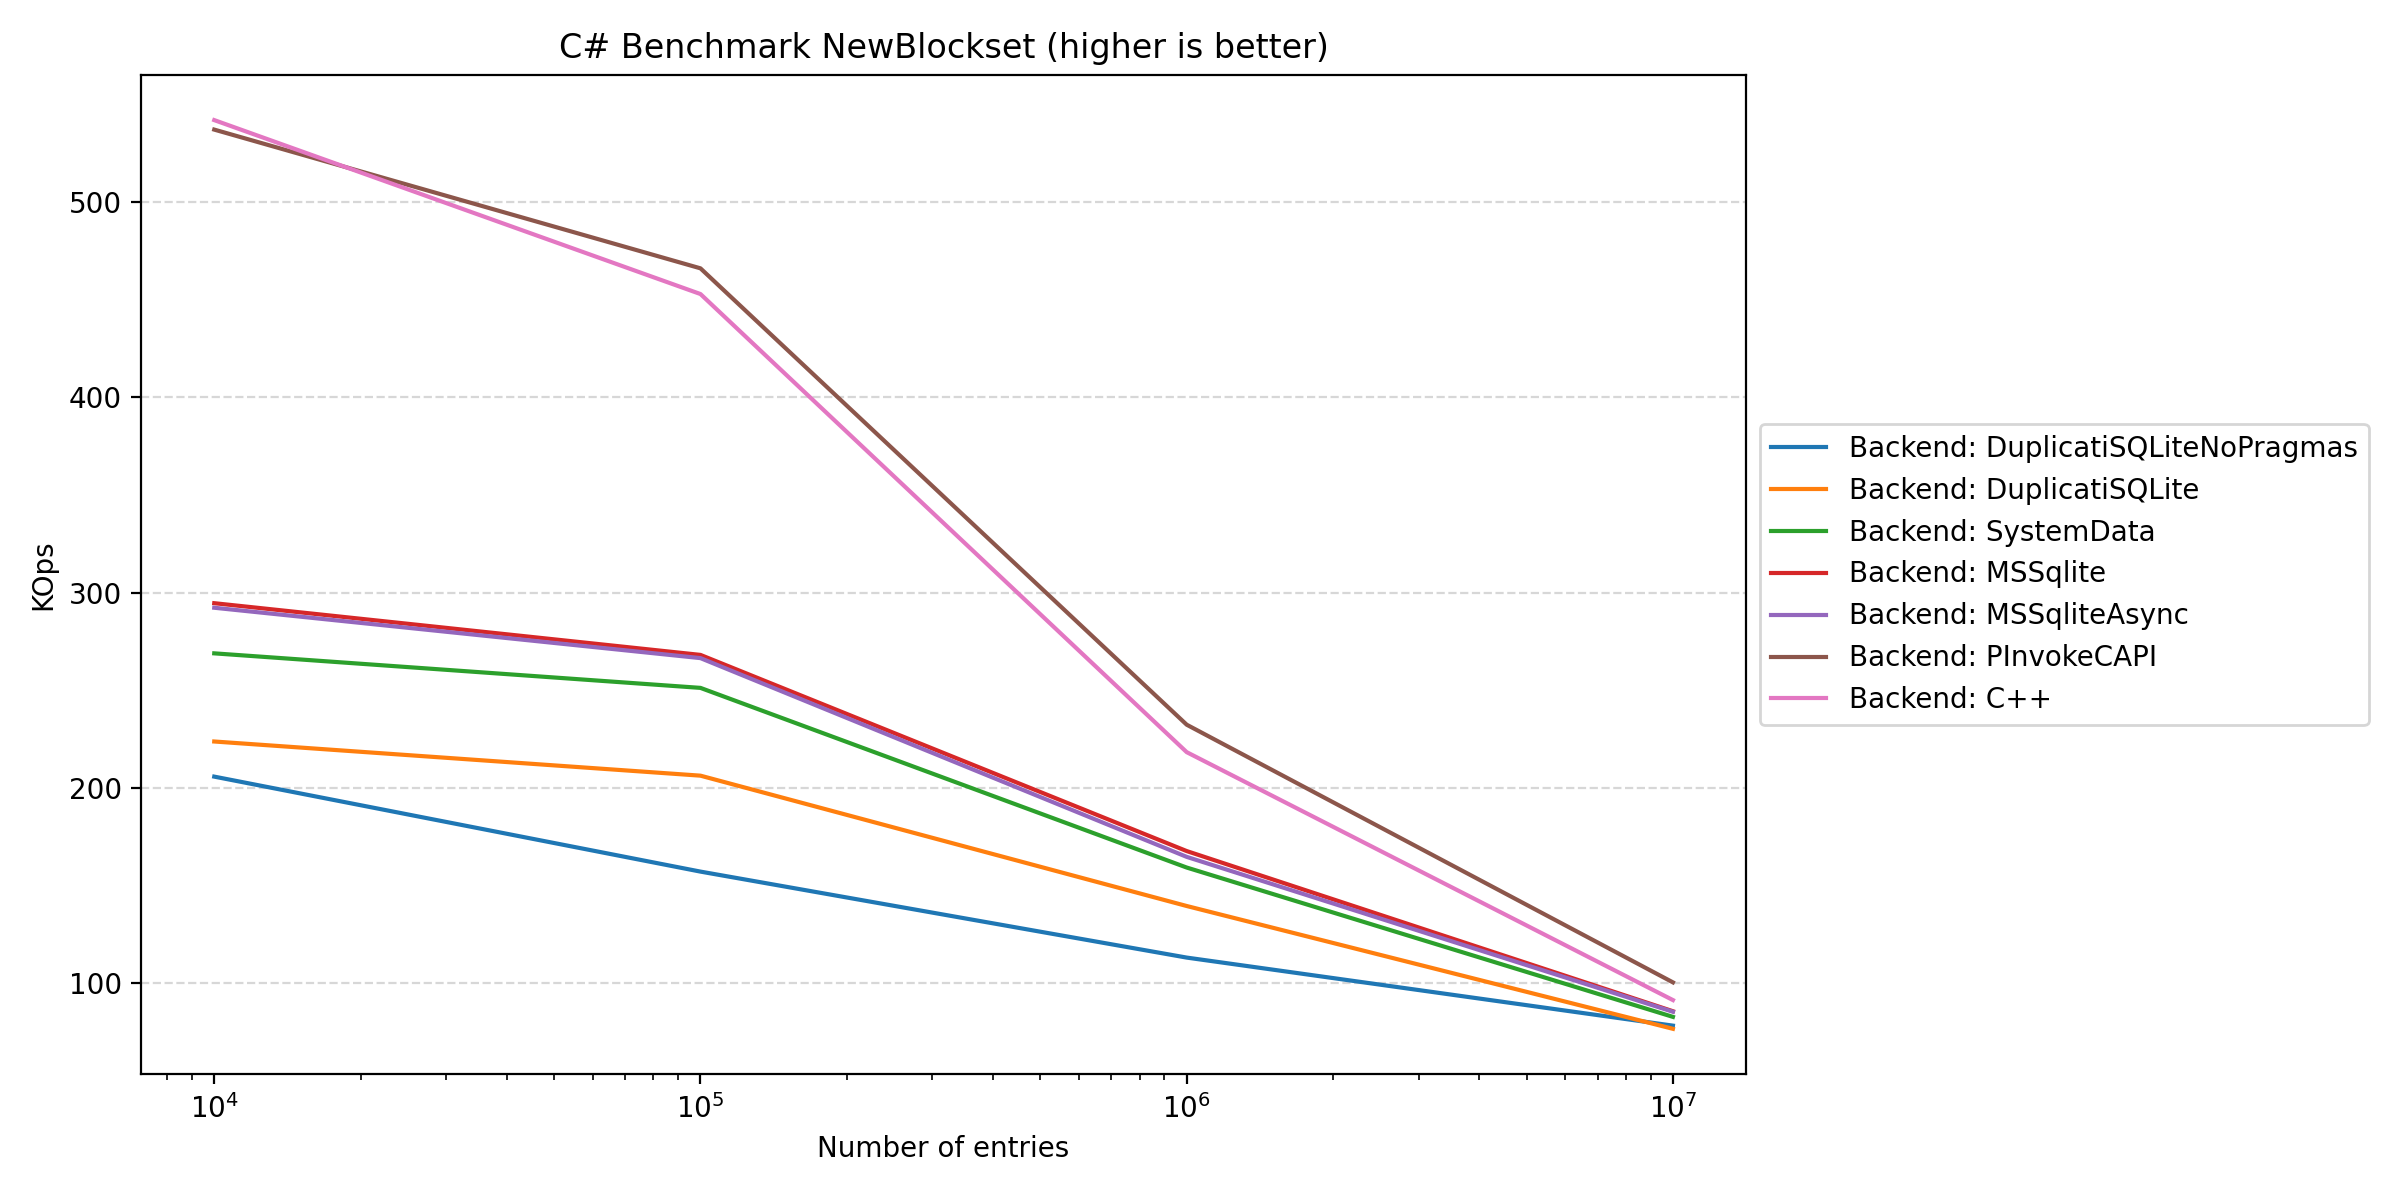 C# Benchmark NewBlockset (higher is better)
KOps
500
400
300
200
100
10⁴ 10⁵ 10⁶ 10⁷
Number of entries
Backend: DuplicatiSQLiteNoPragmas
Backend: DuplicatiSQLite
Backend: SystemData
Backend: MSSqlite
Backend: MSSqliteAsync
Backend: PInvokeCAPI
Backend: C++